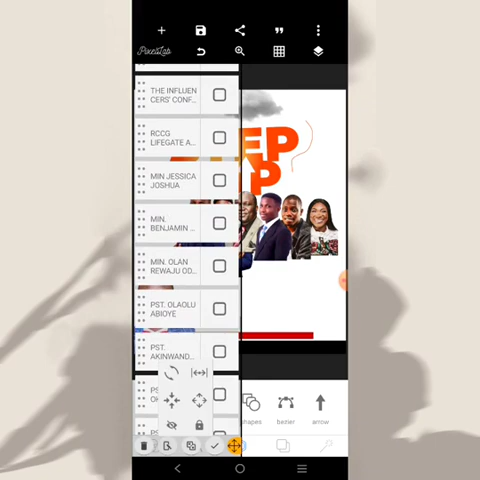 PixelLab
THE INFLUEN
CERS' CONF...
RCCG
LIFEGATE A...
MIN JESSICA
JOSHUA
MIN.
BENJAMIN ...
MIN. OLAN
REWAJU OD...
PST. OLAOLU
ABIOYE
PST.
AKINWAND...
EP
P
shapes
bezier
arrow